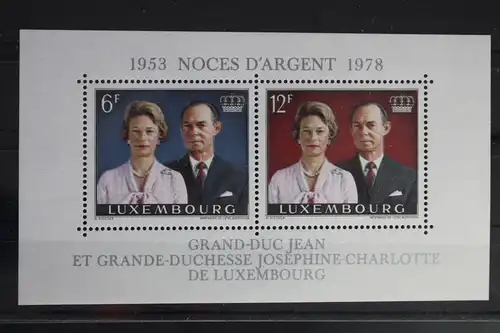 1953 NOCES D'ARGENT 1978
6F
12F
LUXEMBOURG
LUXEMBOURG
GRAND-DUC JEAN
ET GRANDE-DUCHESSE JOSÉPHINE-CHARLOTTE
DE LUXEMBOURG